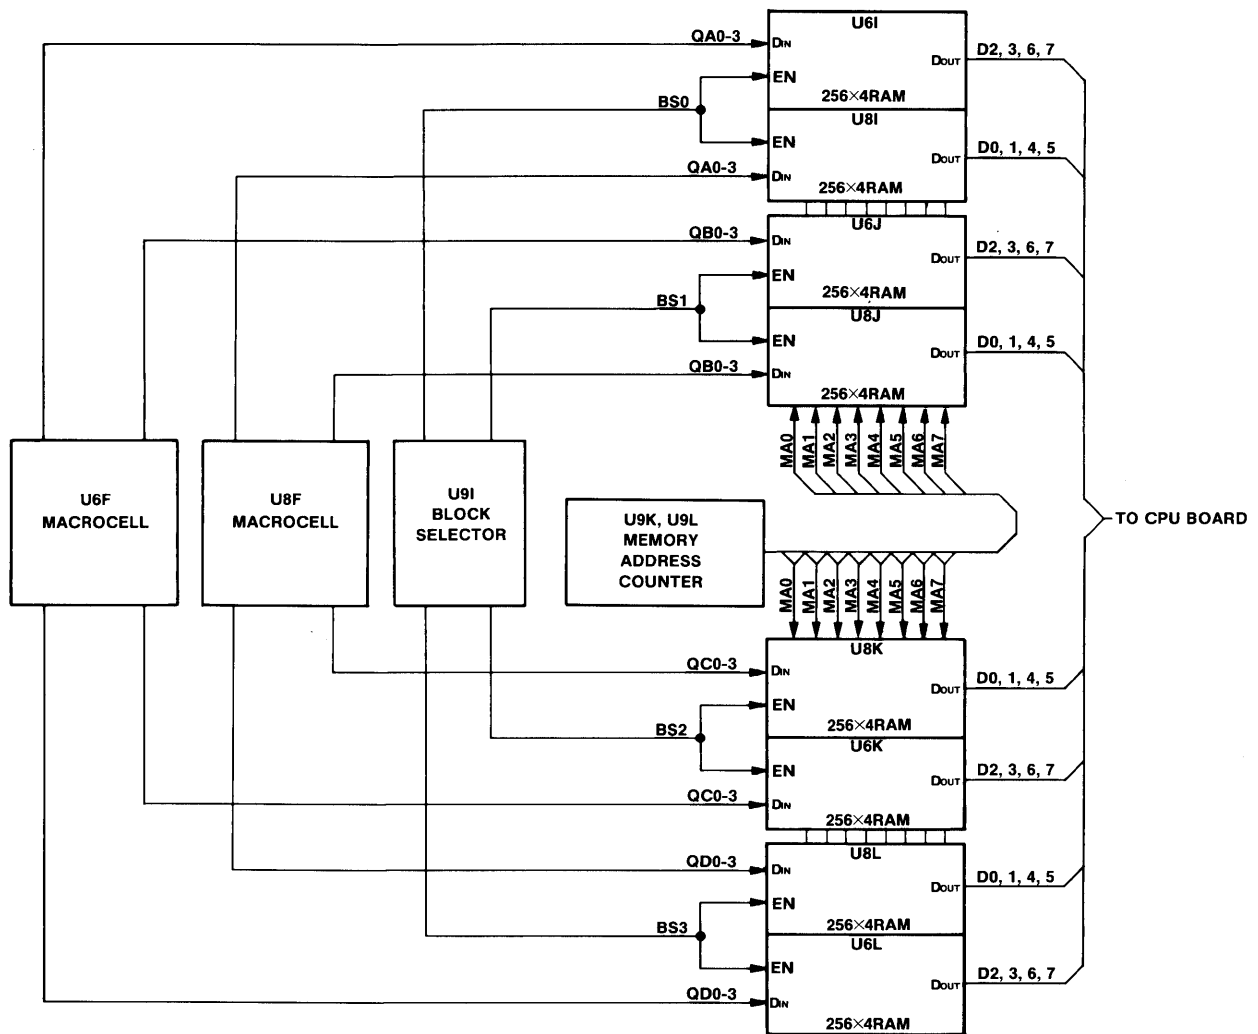 U6I
QA0-3
DIN
DOUT
D2, 3, 6, 7
EN
256×4RAM
BS0
U8I
EN
DOUT
D0, 1, 4, 5
QA0-3
DIN
256×4RAM
U6J
QB0-3
DIN
DOUT
D2, 3, 6, 7
EN
256×4RAM
BS1
U8J
EN
DOUT
D0, 1, 4, 5
QB0-3
DIN
256×4RAM
MA0
MA1
MA2
MA3
MA4
MA5
MA6
MA7
U6F
MACROCELL
U8F
MACROCELL
U9I
BLOCK
SELECTOR
U9K, U9L
MEMORY
ADDRESS
COUNTER
TO CPU BOARD
MA0
MA1
MA2
MA3
MA4
MA5
MA6
MA7
U8K
QC0-3
DIN
DOUT
D0, 1, 4, 5
EN
256×4RAM
BS2
U6K
EN
DOUT
D2, 3, 6, 7
QC0-3
DIN
256×4RAM
U8L
QD0-3
DIN
DOUT
D0, 1, 4, 5
EN
256×4RAM
BS3
U6L
EN
DOUT
D2, 3, 6, 7
QD0-3
DIN
256×4RAM